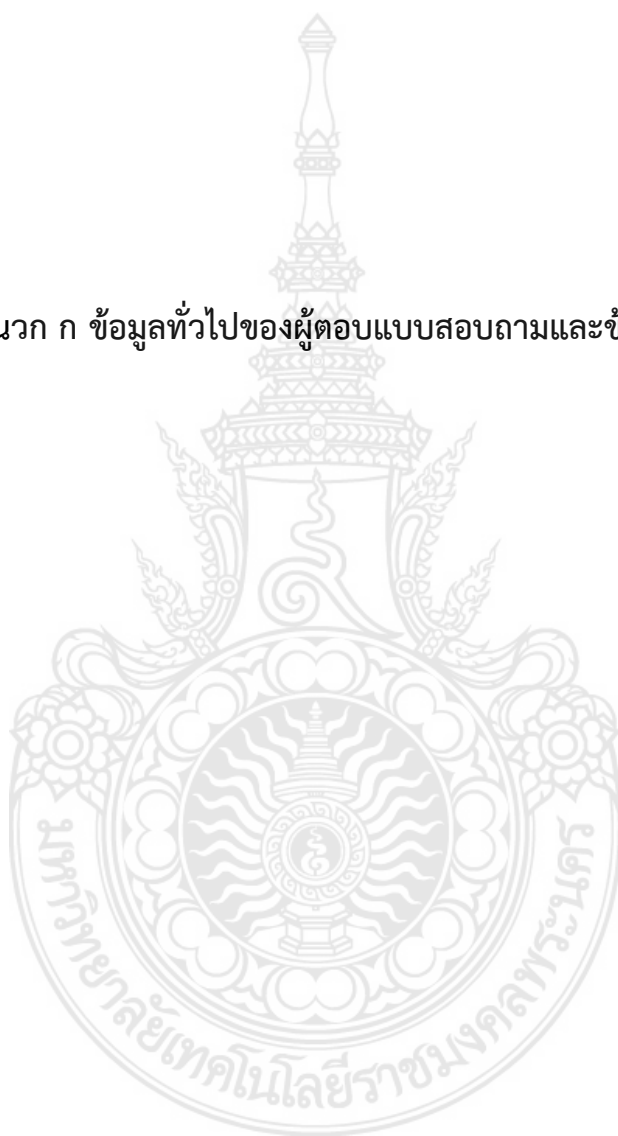 นวก ก ข้อมูลทั่วไปของผู้ตอบแบบสอบถามและข้
มหาวิทยาลัยเทคโนโลยีราชมงคลพระนคร